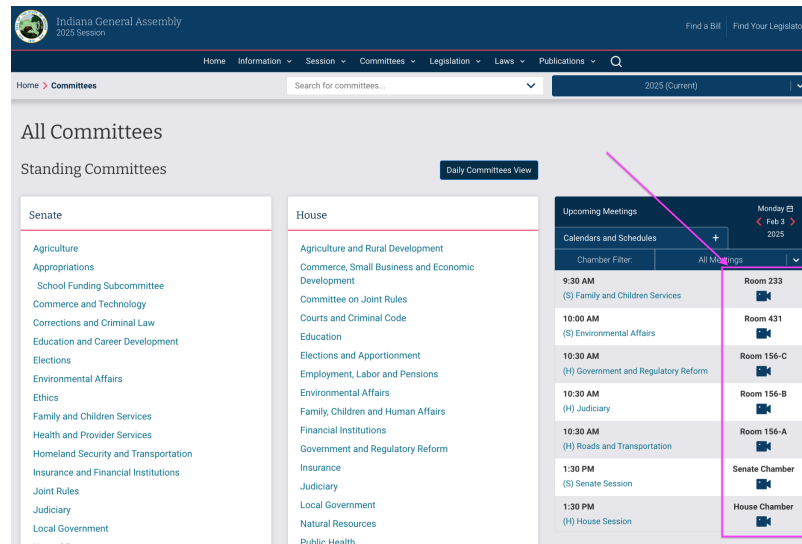 Indiana General Assembly
2025 Session
Find a Bill
Find Your Legislato
Home
Information
Session
Committees
Legislation
Laws
Publications
Home > Committees
Search for committees...
2025 (Current)
All Committees
Standing Committees
Daily Committees View
Senate
Agriculture
Appropriations
School Funding Subcommittee
Commerce and Technology
Corrections and Criminal Law
Education and Career Development
Elections
Environmental Affairs
Ethics
Family and Children Services
Health and Provider Services
Homeland Security and Transportation
Insurance and Financial Institutions
Joint Rules
Judiciary
Local Government
House
Agriculture and Rural Development
Commerce, Small Business and Economic
Development
Committee on Joint Rules
Courts and Criminal Code
Education
Elections and Apportionment
Employment, Labor and Pensions
Environmental Affairs
Family, Children and Human Affairs
Financial Institutions
Government and Regulatory Reform
Insurance
Judiciary
Local Government
Natural Resources
Public Health
Upcoming Meetings
Monday
Feb 3
2025
Calendars and Schedules +
Chamber Filter:
All Meetings
9:30 AM
Room 233
(S) Family and Children Services
10:00 AM
Room 431
(S) Environmental Affairs
10:30 AM
Room 156-C
(H) Government and Regulatory Reform
10:30 AM
Room 156-B
(H) Judiciary
10:30 AM
Room 156-A
(H) Roads and Transportation
1:30 PM
Senate Chamber
(S) Senate Session
1:30 PM
House Chamber
(H) House Session